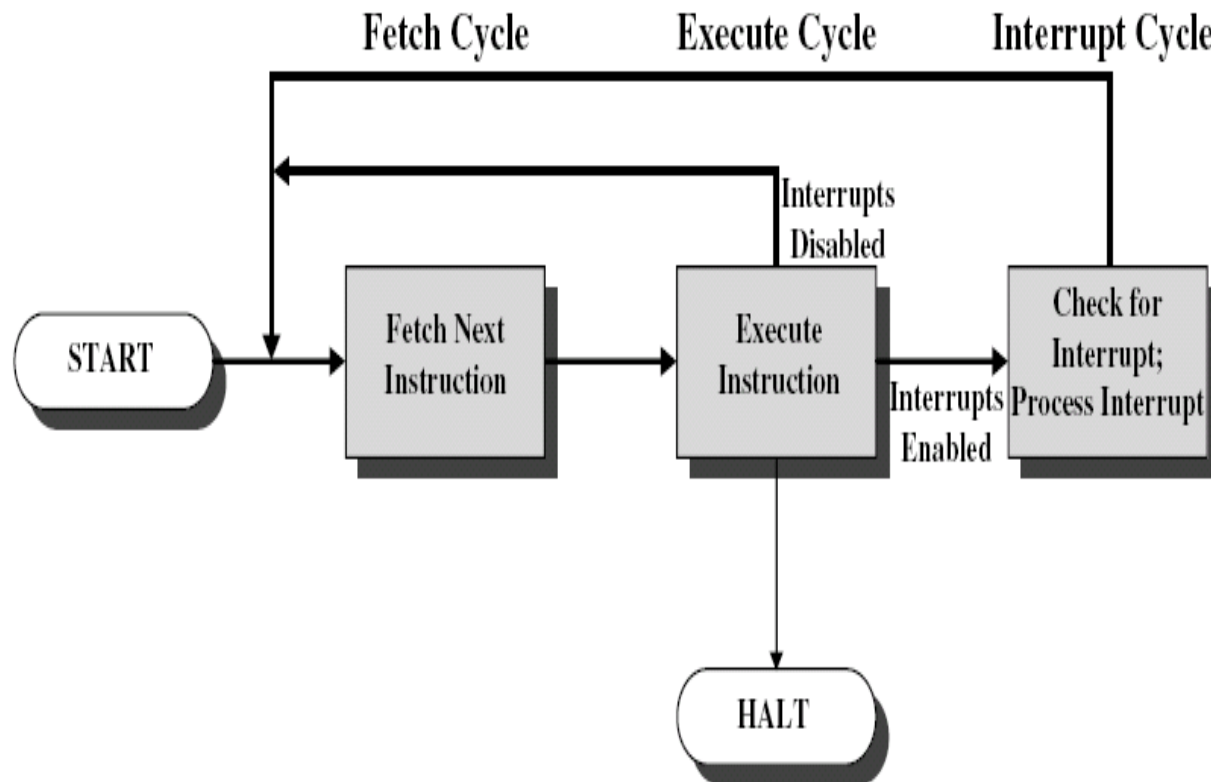 Fetch Cycle
Execute Cycle
Interrupt Cycle
Interrupts
Disabled
START
Fetch Next
Instruction
Execute
Instruction
Interrupts
Enabled
Check for
Interrupt;
Process Interrupt
HALT